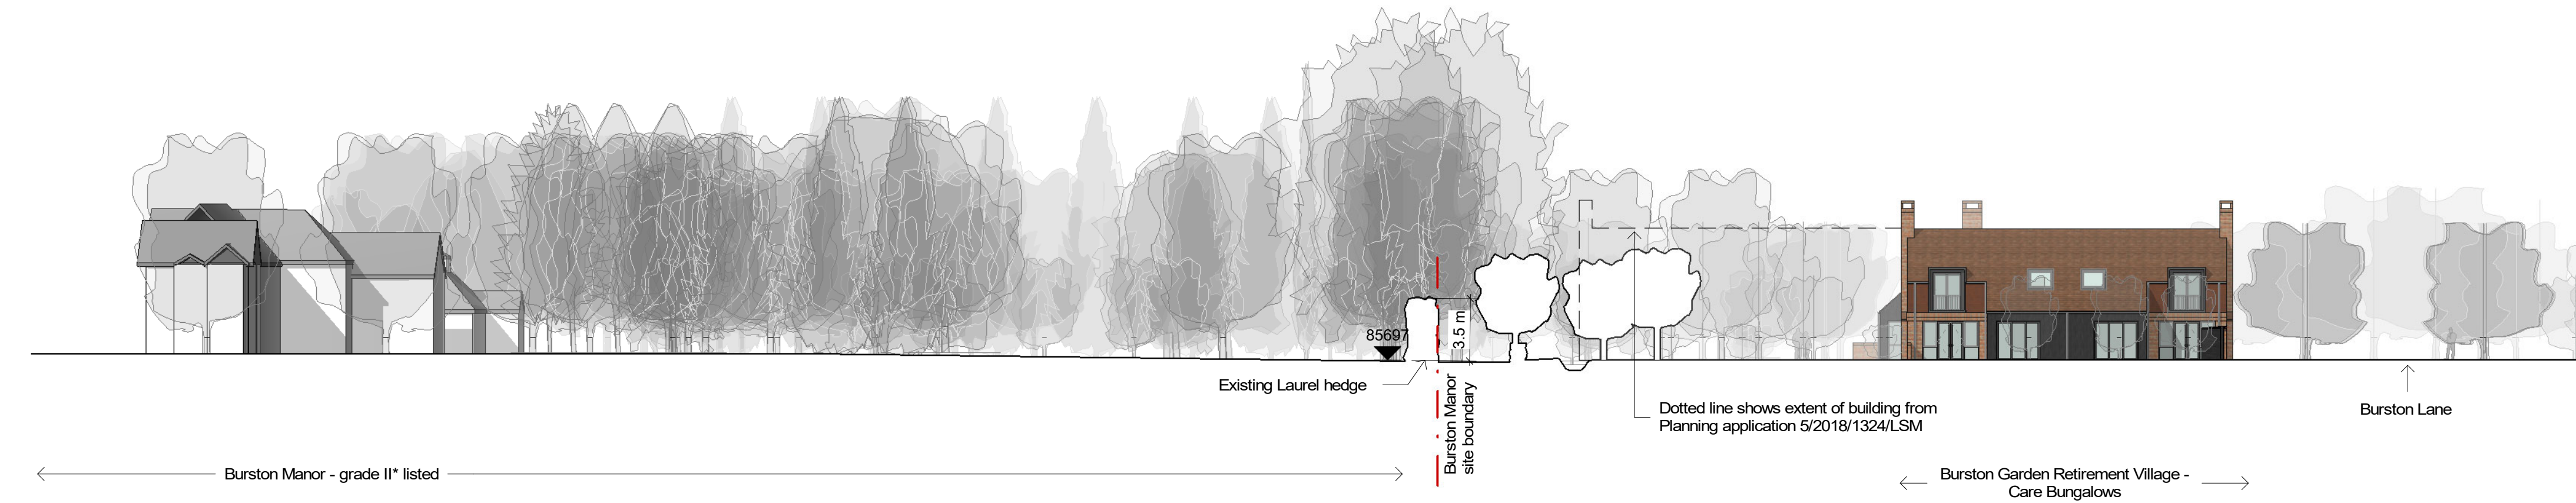 85697
3.5 m
Existing Laurel hedge
Burston Manor
site boundary
Dotted line shows extent of building from
Planning application 5/2018/1324/LSM
Burston Lane
Burston Manor - grade II* listed
Burston Garden Retirement Village -
Care Bungalows